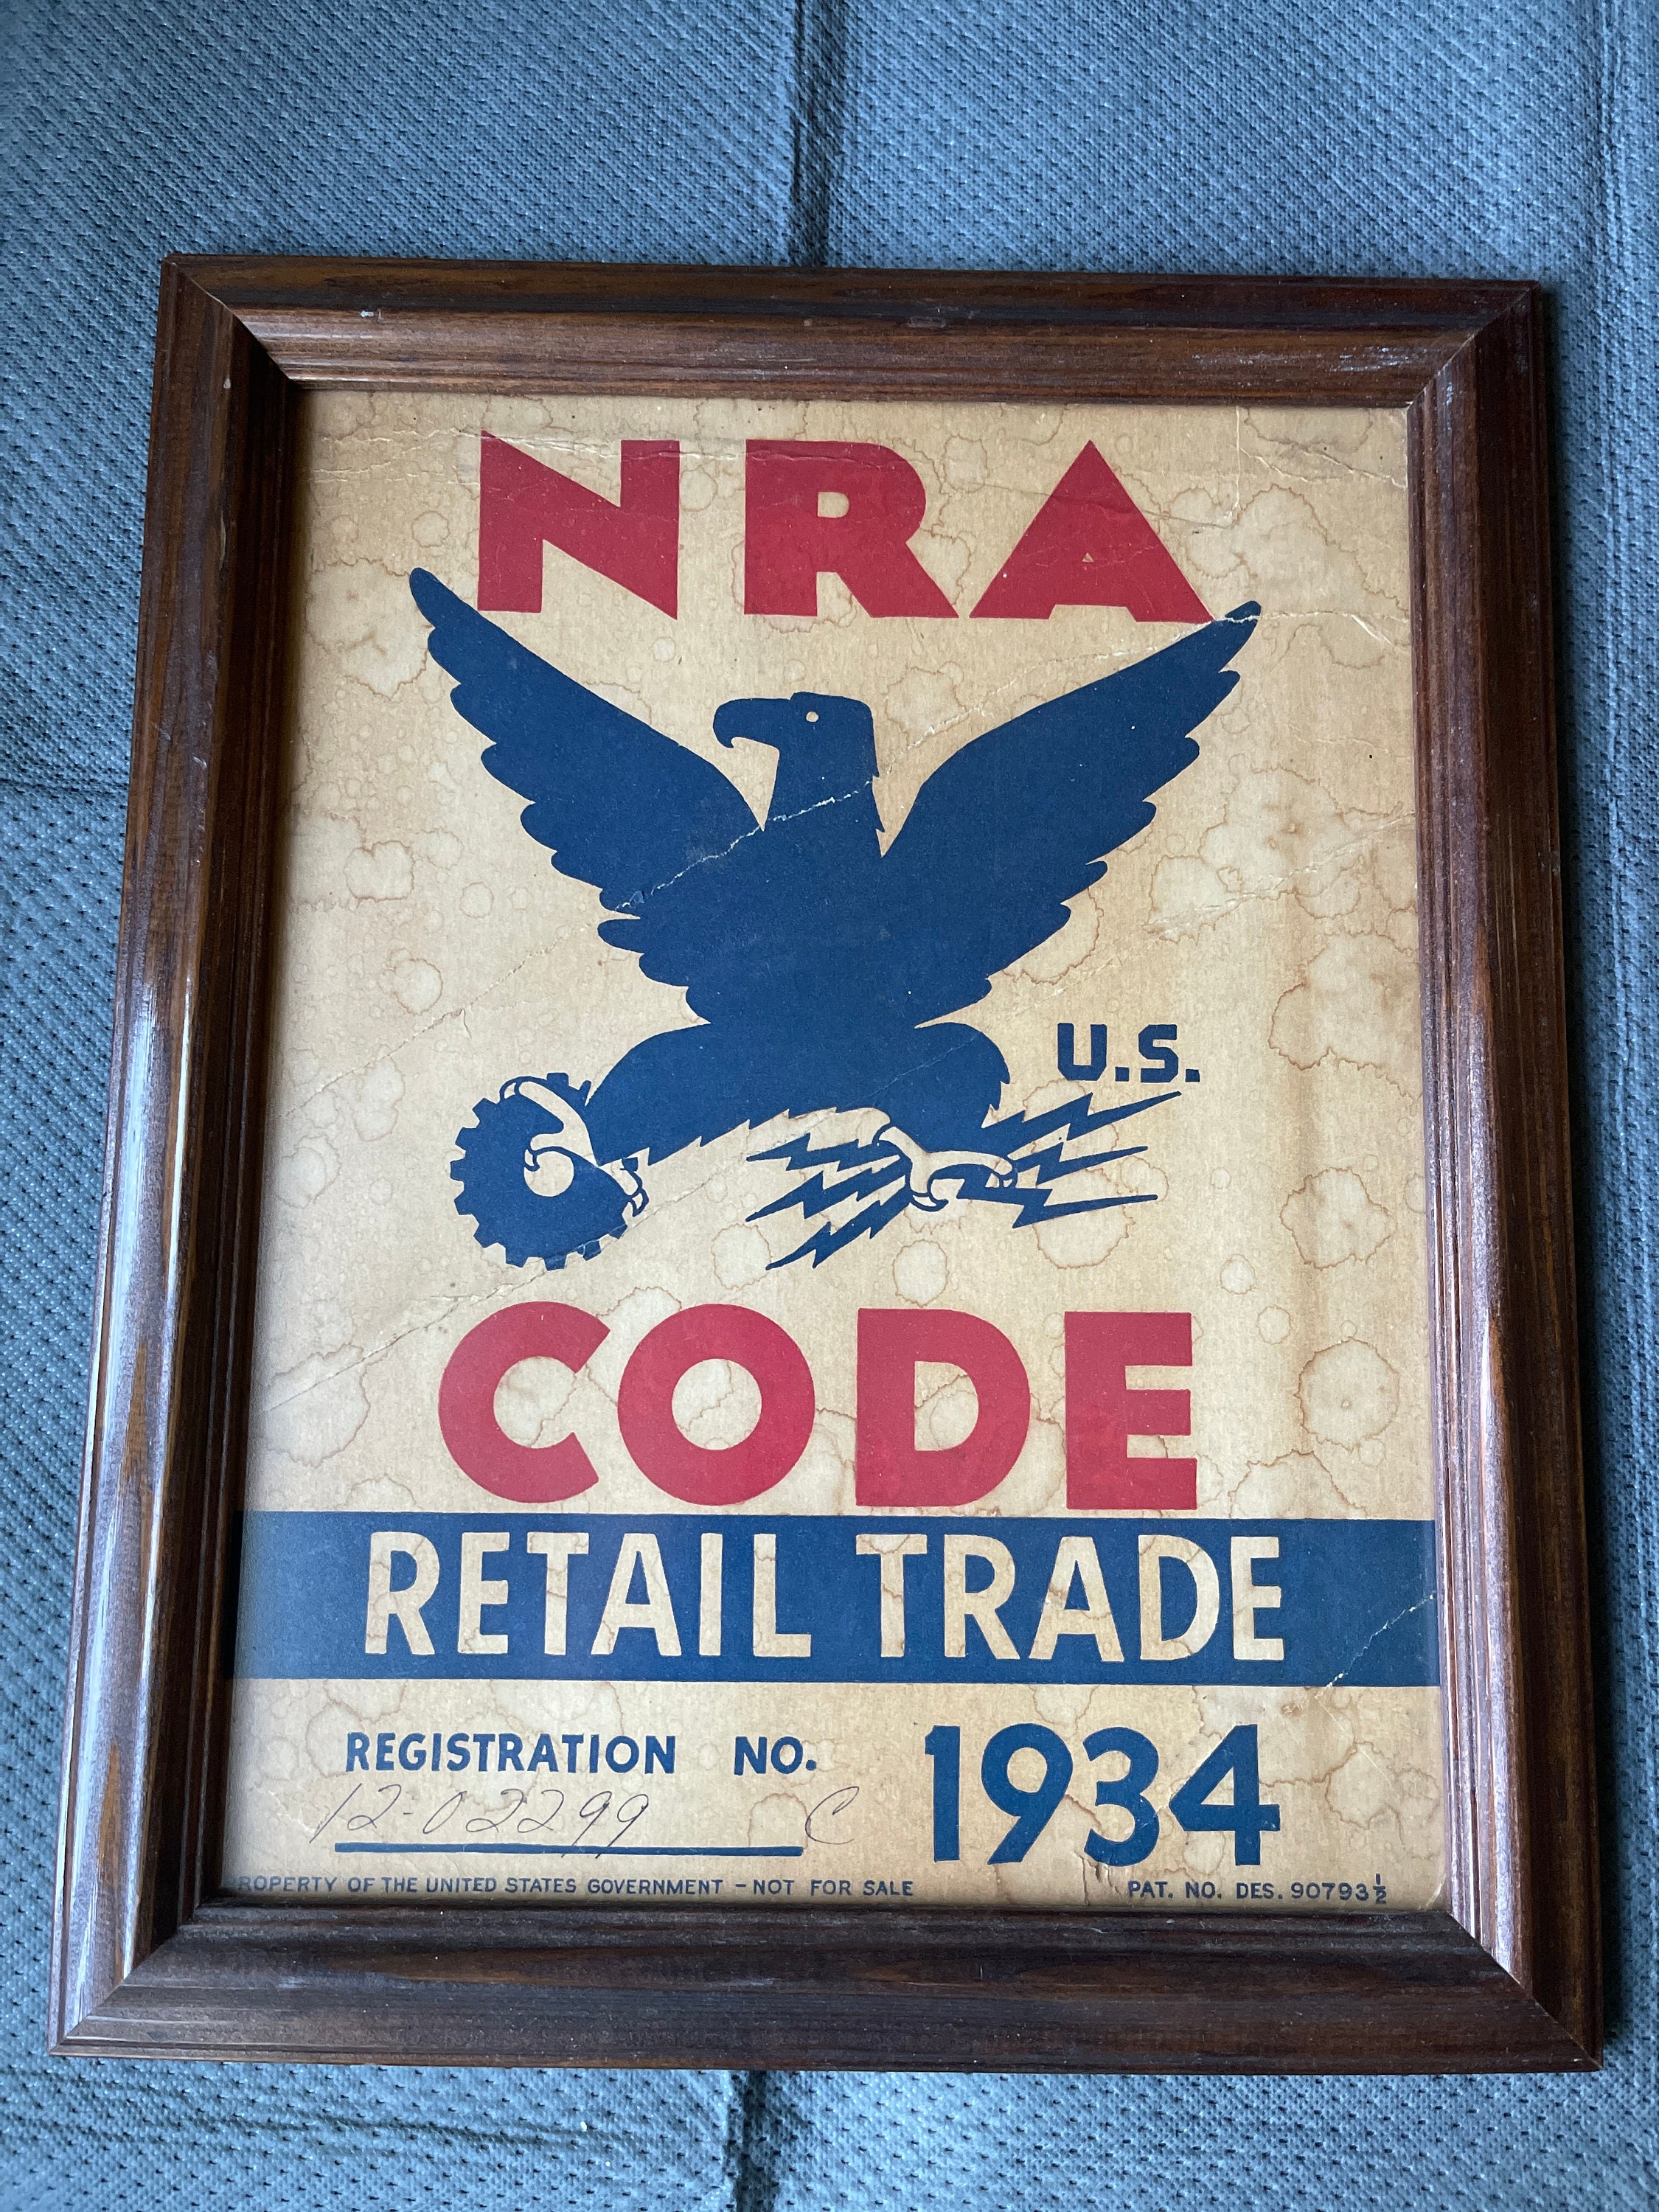 NRA
U.S.
CODE
RETAIL TRADE
REGISTRATION NO.
12-02299 C
1934
PROPERTY OF THE UNITED STATES GOVERNMENT - NOT FOR SALE
PAT. NO. DES. 90793½